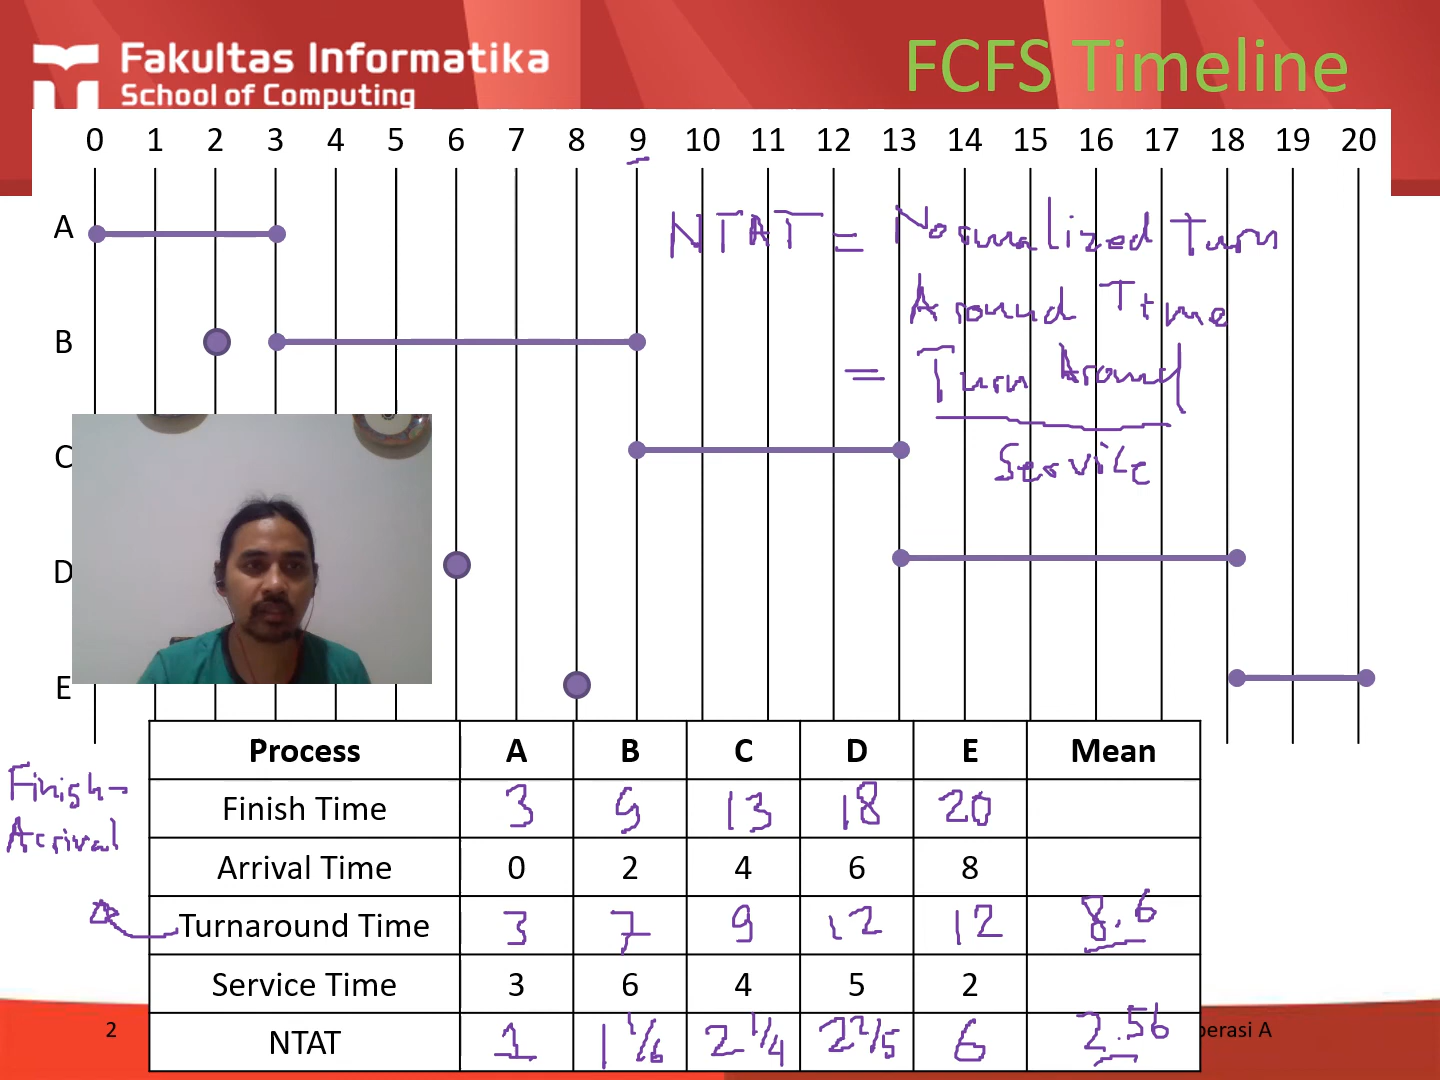 Fakultas Informatika
School of Computing
FCFS Timeline
0 1 2 3 4 5 6 7 8 9 10 11 12 13 14 15 16 17 18 19 20
A
B
C
D
E
NTAT = Normalized Turn
Around Time
= Turn Around
Service
Process A B C D E Mean
Finish Time 3 9 13 18 20
Arrival Time 0 2 4 6 8
Turnaround Time 3 7 9 12 12 8.6
Service Time 3 6 4 5 2
NTAT 1 1 1/6 2 1/4 2 2/5 6 2.56
Finish -
Arrival
2
perasi A